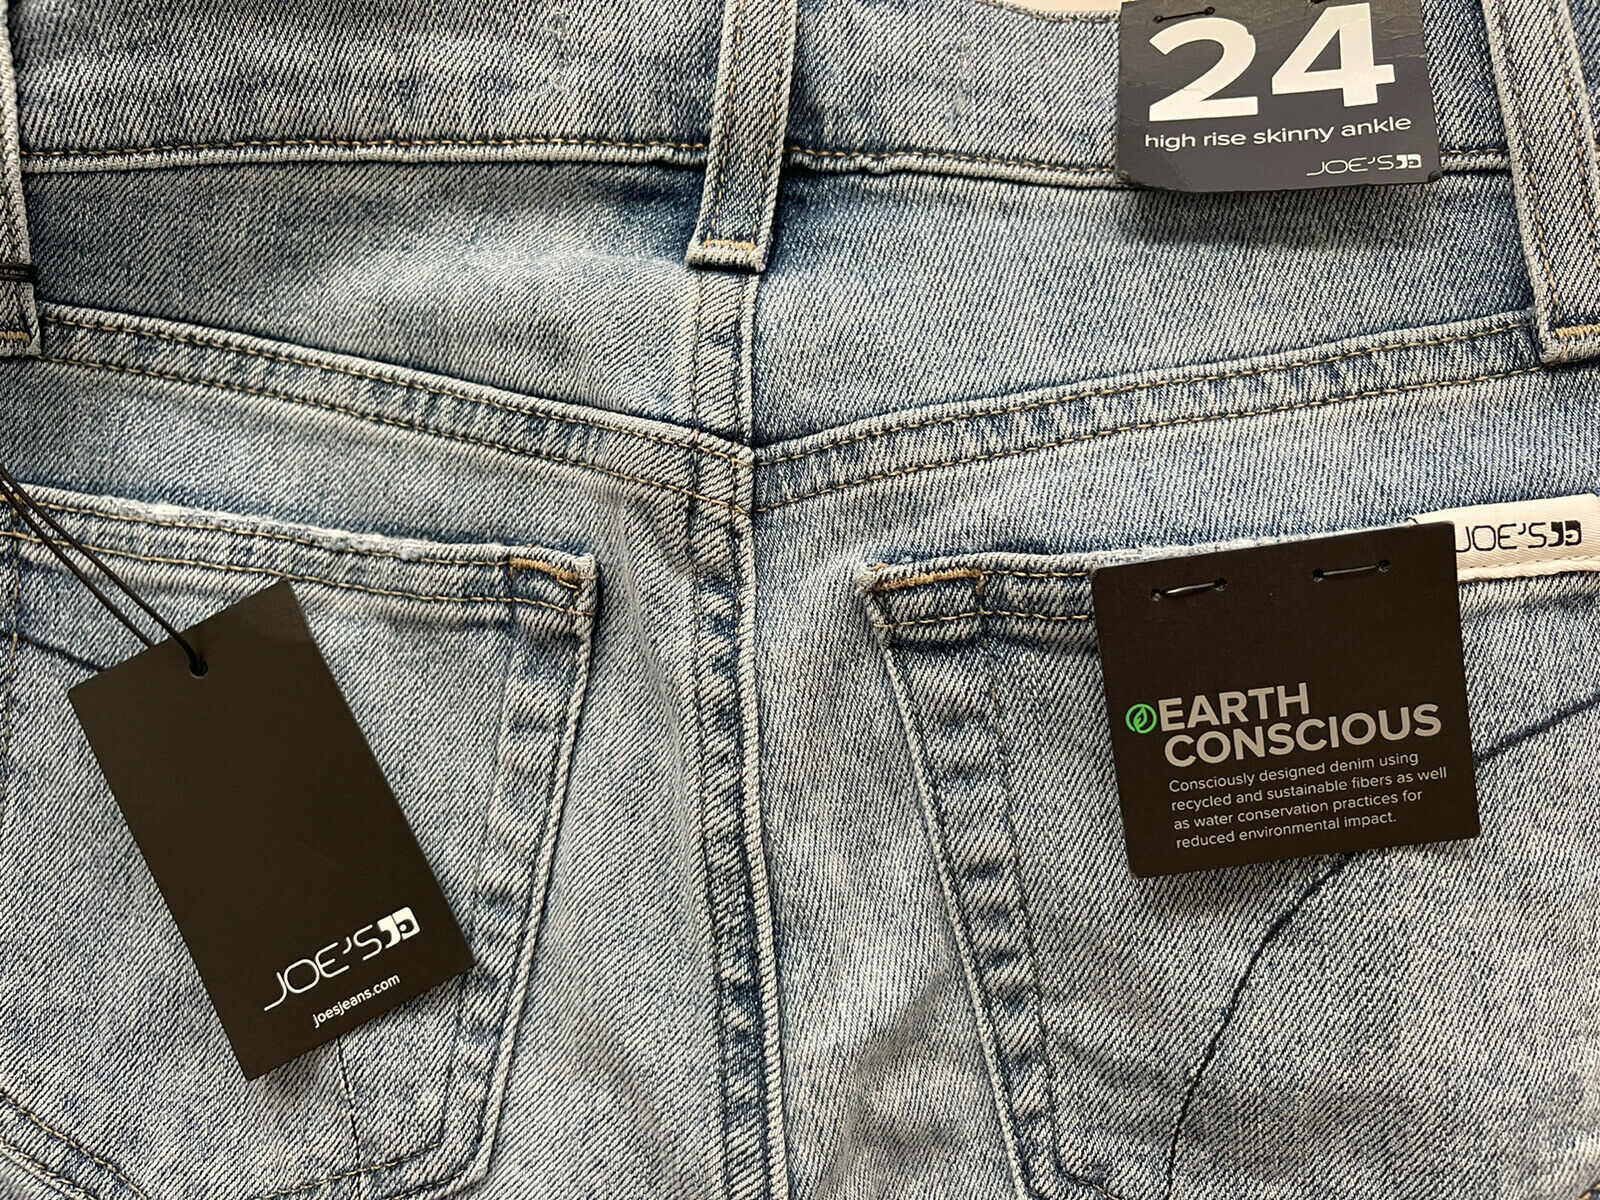 24
high rise skinny ankle
JOE'S
JOE'S
EARTH
CONSCIOUS
Consciously designed denim using
recycled and sustainable fibers as well
as water conservation practices for
reduced environmental impact.
JOE'S
joesjeans.com